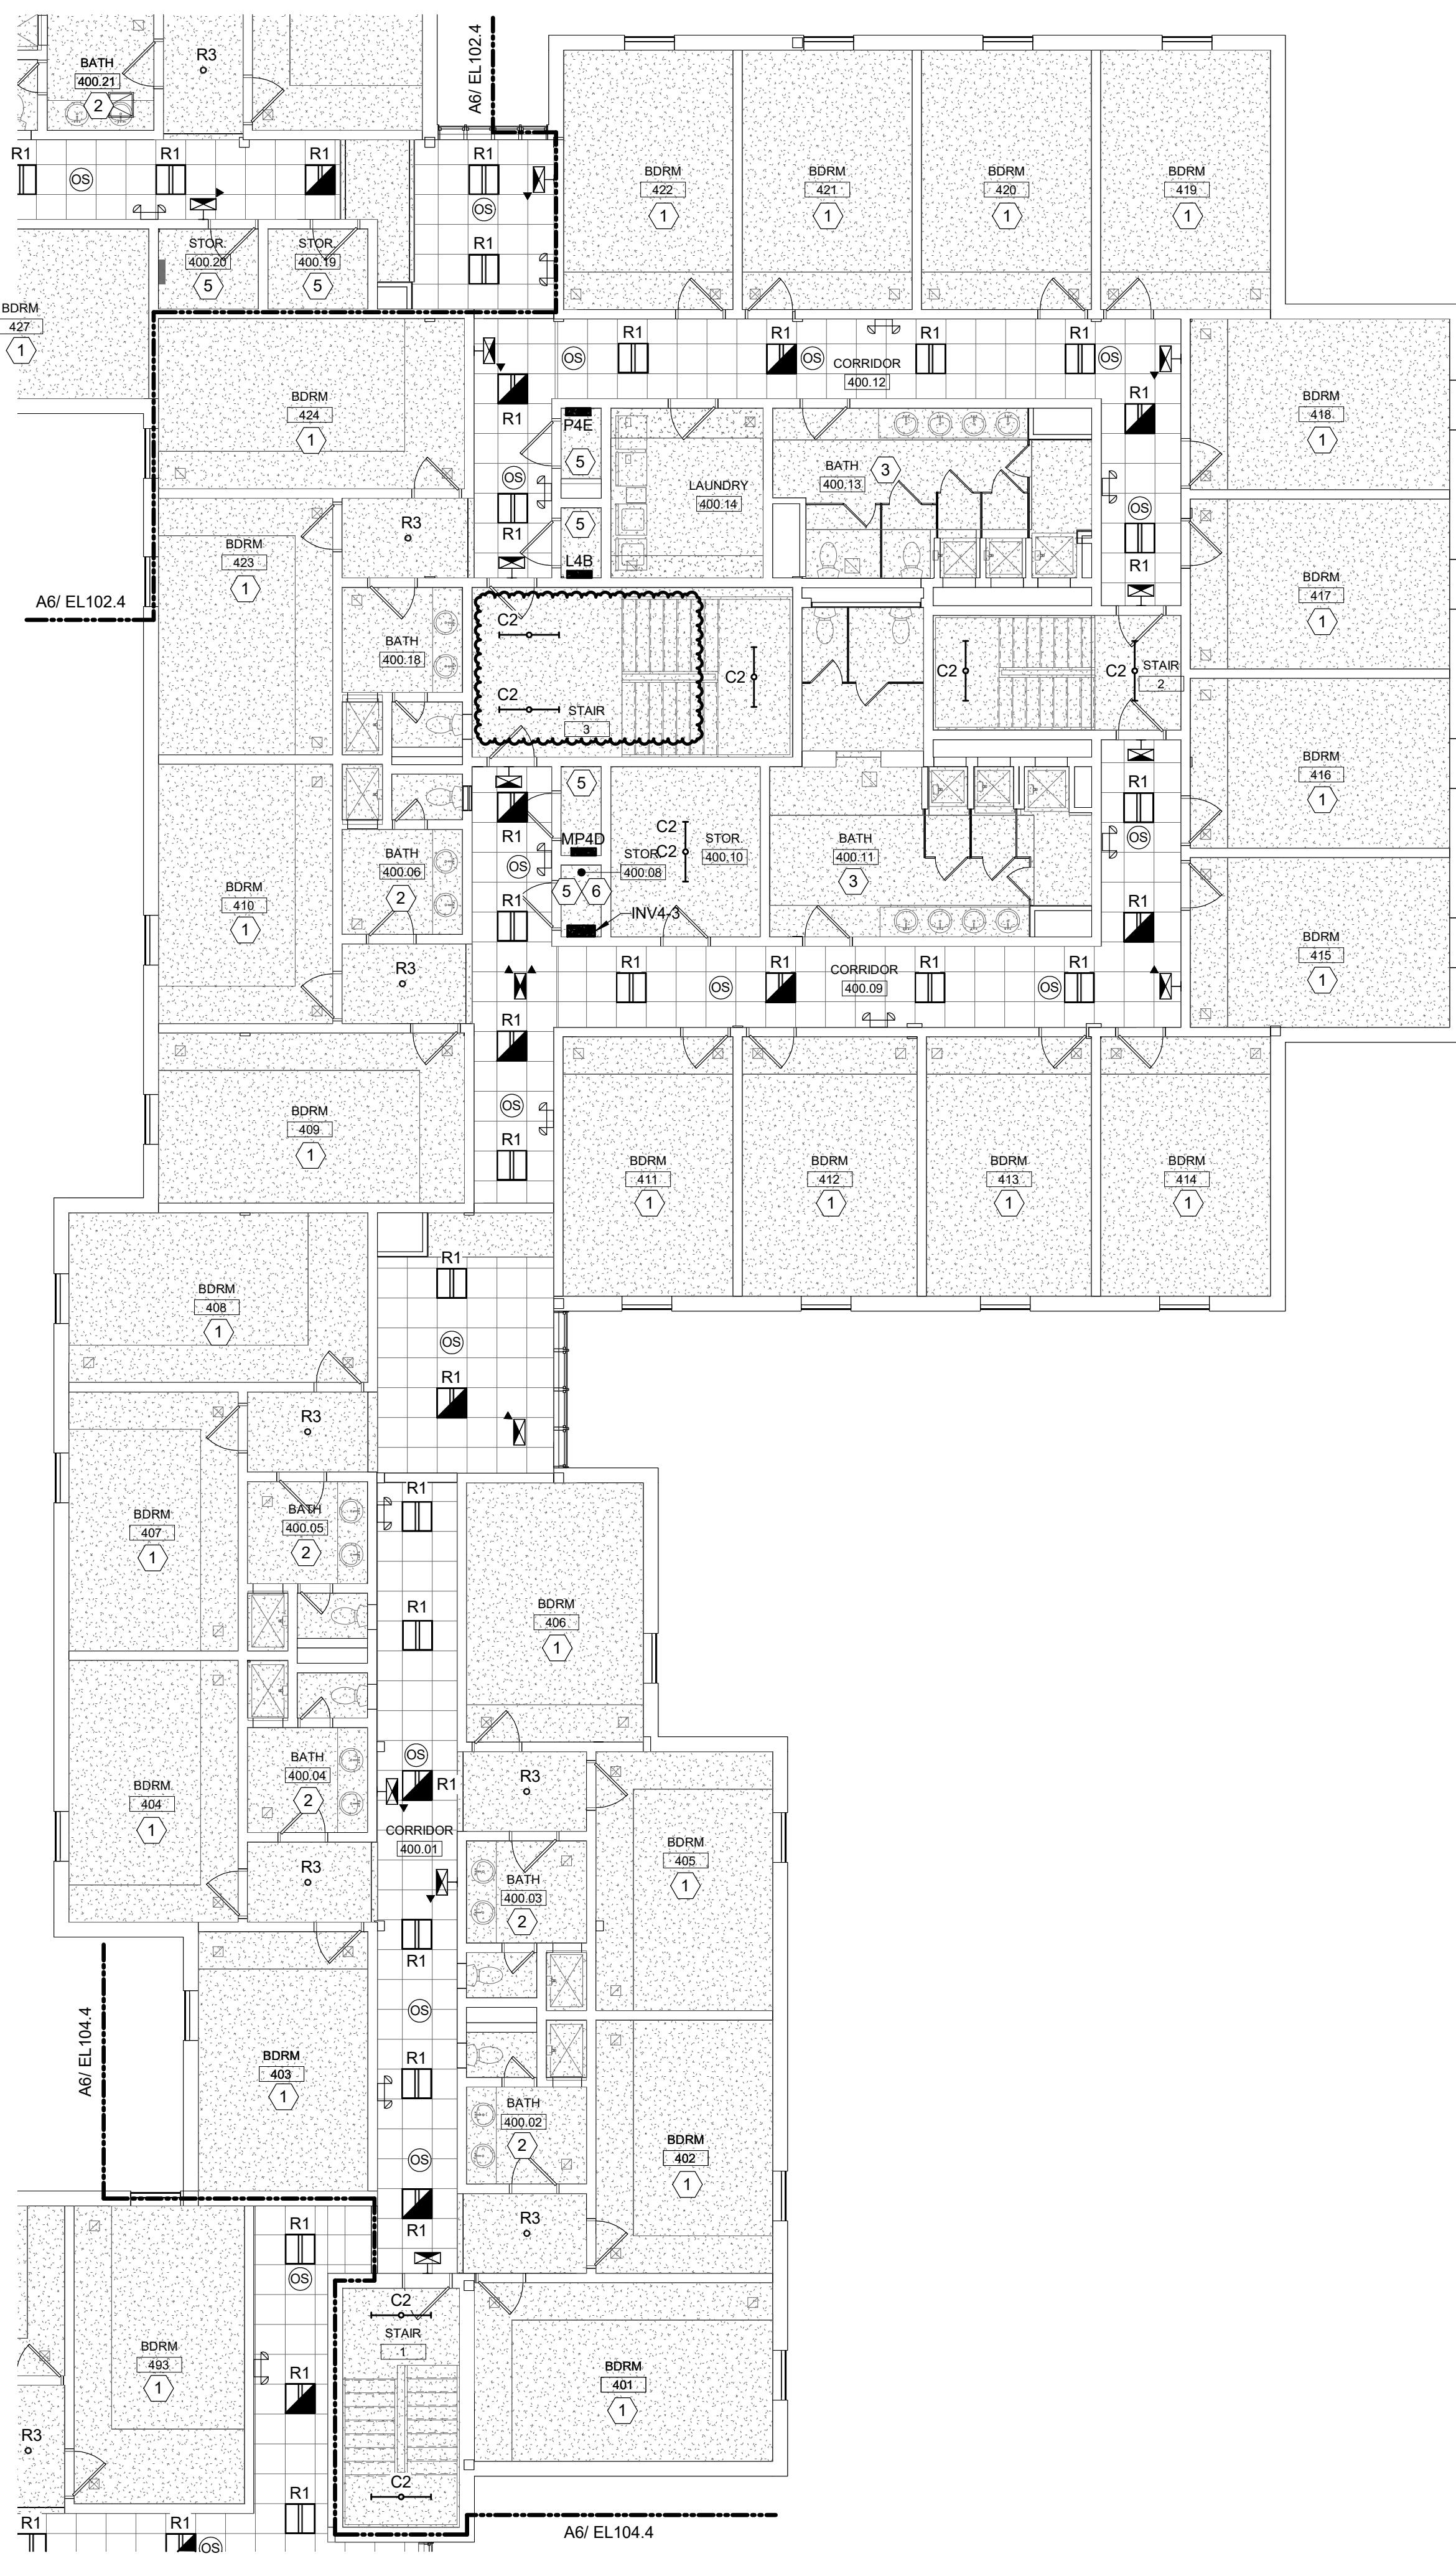 A6/ EL102.4
BATH
400.21
2
R3
R1
R1
R1
OS
R1
OS
R1
STOR.
400.20
5
STOR.
400.19
5
BDRM
427
1
BDRM
422
1
BDRM
421
1
BDRM
420
1
BDRM
419
1
OS
R1
R1
OS
CORRIDOR
400.12
R1
R1
OS
BDRM
424
1
R1
P4E
5
LAUNDRY
400.14
BATH
400.13
3
R1
BDRM
418
1
OS
R1
5
L4B
OS
R1
R3
BDRM
423
1
A6/ EL102.4
BATH
400.18
C2
C2
STAIR
3
C2
C2
C2
STAIR
2
BDRM
417
1
BDRM
416
1
BATH
400.06
2
R1
OS
R1
5
MP4D
STOR.
400.08
5
6
INV4-3
C2
C2
STOR.
400.10
BATH
400.11
3
R1
OS
R1
BDRM
410
1
R3
R1
OS
R1
CORRIDOR
400.09
R1
OS
R1
BDRM
415
1
R1
OS
R1
BDRM
409
1
BDRM
411
1
BDRM
412
1
BDRM
413
1
BDRM
414
1
BDRM
408
1
R1
OS
R1
R3
BDRM
407
1
BATH
400.05
2
R1
R1
BDRM
406
1
BDRM
404
1
BATH
400.04
2
OS
R1
CORRIDOR
400.01
R3
R3
BDRM
405
1
BATH
400.03
2
R1
OS
A6/ EL104.4
BDRM
403
1
R1
OS
R1
BATH
400.02
2
BDRM
402
1
R3
R1
OS
BDRM
493
1
R1
R3
R1
R1
R1
OS
C2
STAIR
1
C2
BDRM
401
1
A6/ EL104.4